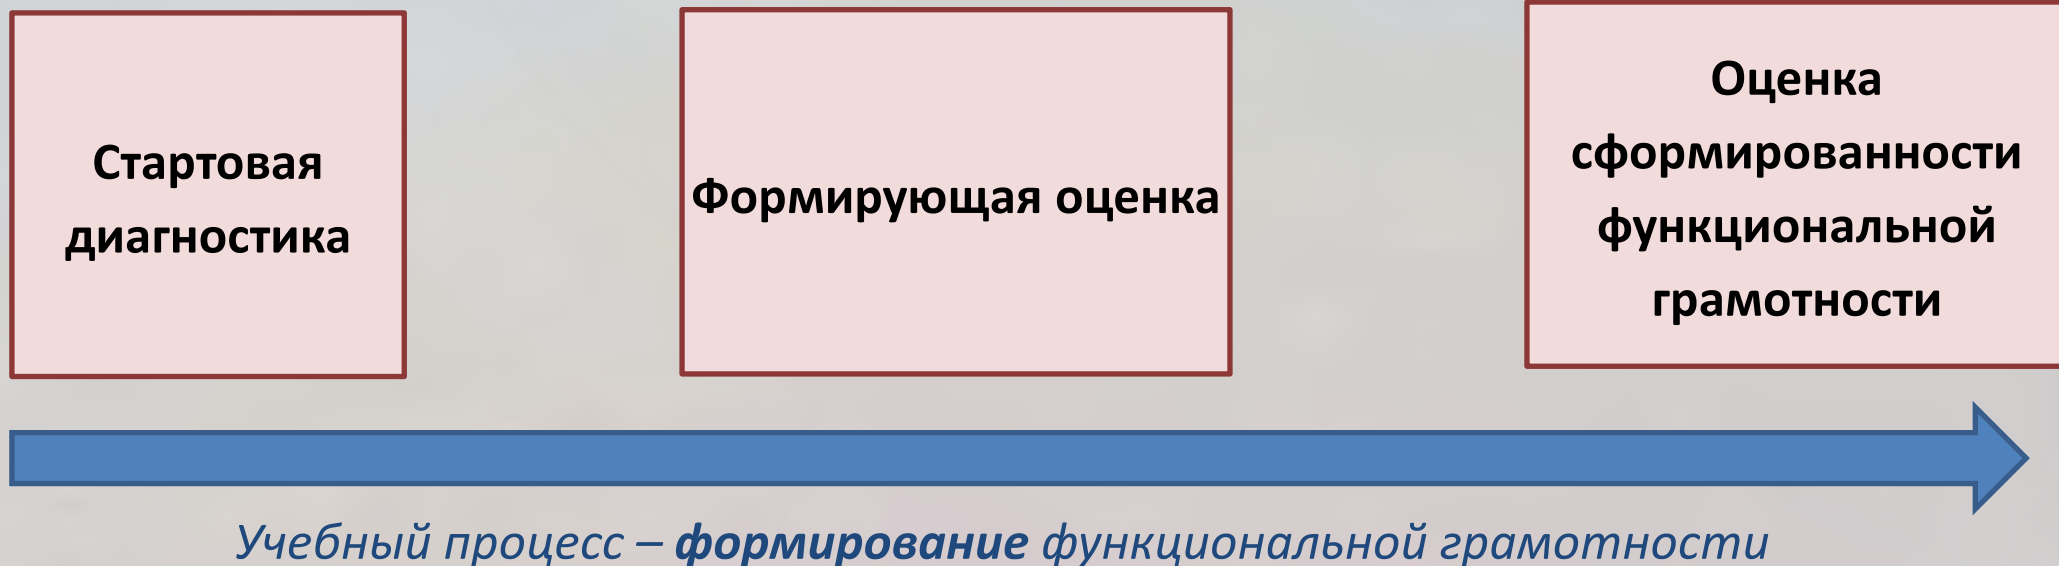 Стартовая
диагностика
Формирующая оценка
Оценка
сформированности
функциональной
грамотности
Учебный процесс – формирование функциональной грамотности